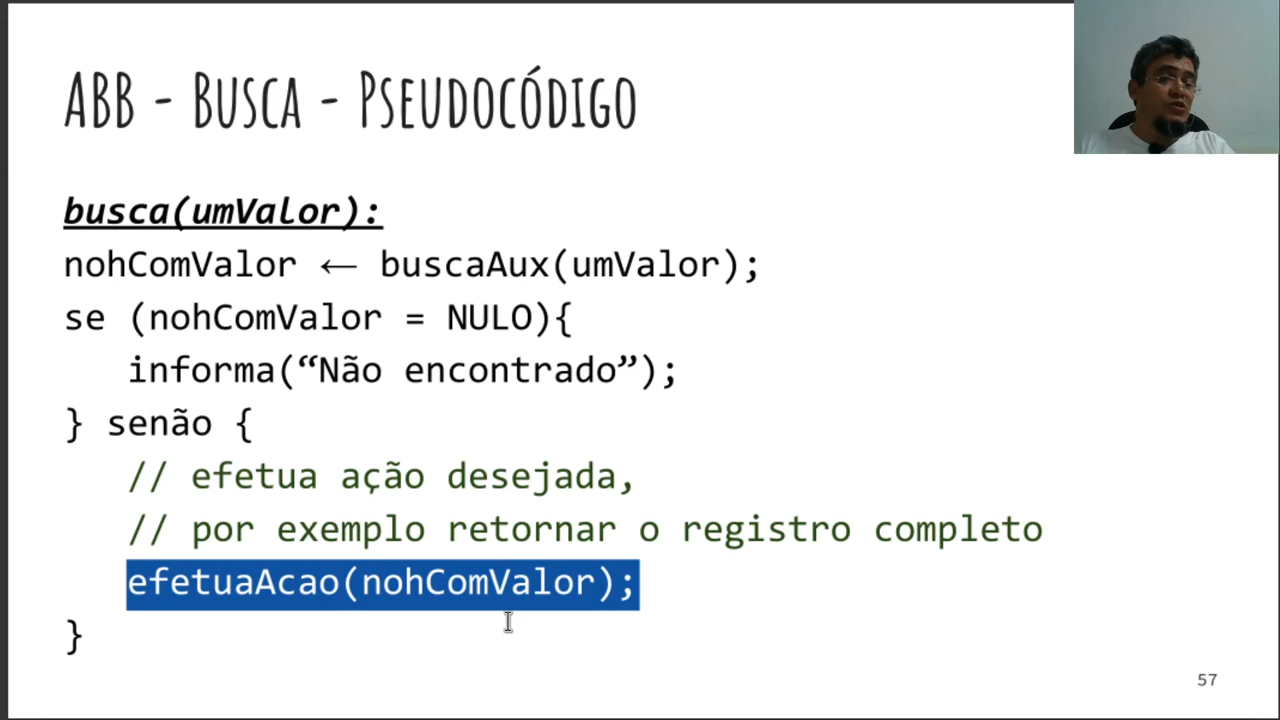 ABB - Busca - Pseudocódigo
busca(umValor):
nohComValor ← buscaAux(umValor);
se (nohComValor = NULO){
informa(“Não encontrado”);
} senão {
// efetua ação desejada,
// por exemplo retornar o registro completo
efetuaAcao(nohComValor);
}
57